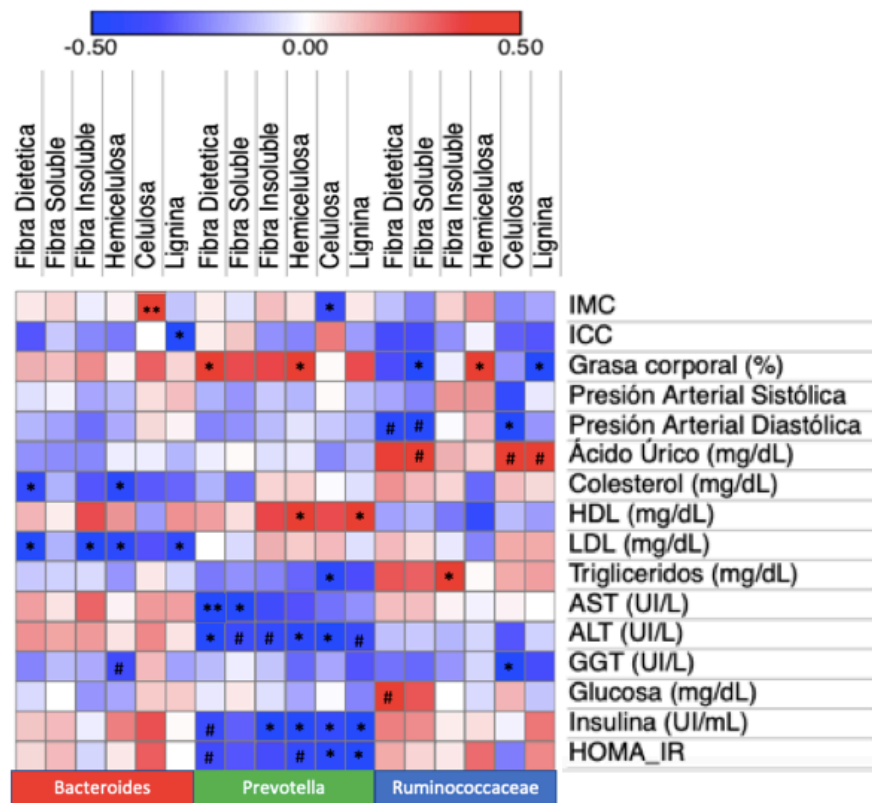 -0.50 0.00 0.50
Fibra Dietetica
Fibra Soluble
Fibra Insoluble
Hemicelulosa
Celulosa
Lignina
Fibra Dietetica
Fibra Soluble
Fibra Insoluble
Hemicelulosa
Celulosa
Lignina
Fibra Dietetica
Fibra Soluble
Fibra Insoluble
Hemicelulosa
Celulosa
Lignina
** * IMC
* ICC
* * * * * Grasa corporal (%)
Presión Arterial Sistólica
# # * Presión Arterial Diastólica
# # # Ácido Úrico (mg/dL)
* * Colesterol (mg/dL)
* * HDL (mg/dL)
* * * * LDL (mg/dL)
* * Trigliceridos (mg/dL)
** * AST (UI/L)
* # # * * # ALT (UI/L)
# * GGT (UI/L)
# Glucosa (mg/dL)
# * * * * Insulina (UI/mL)
# # * * HOMA_IR
Bacteroides Prevotella Ruminococcaceae